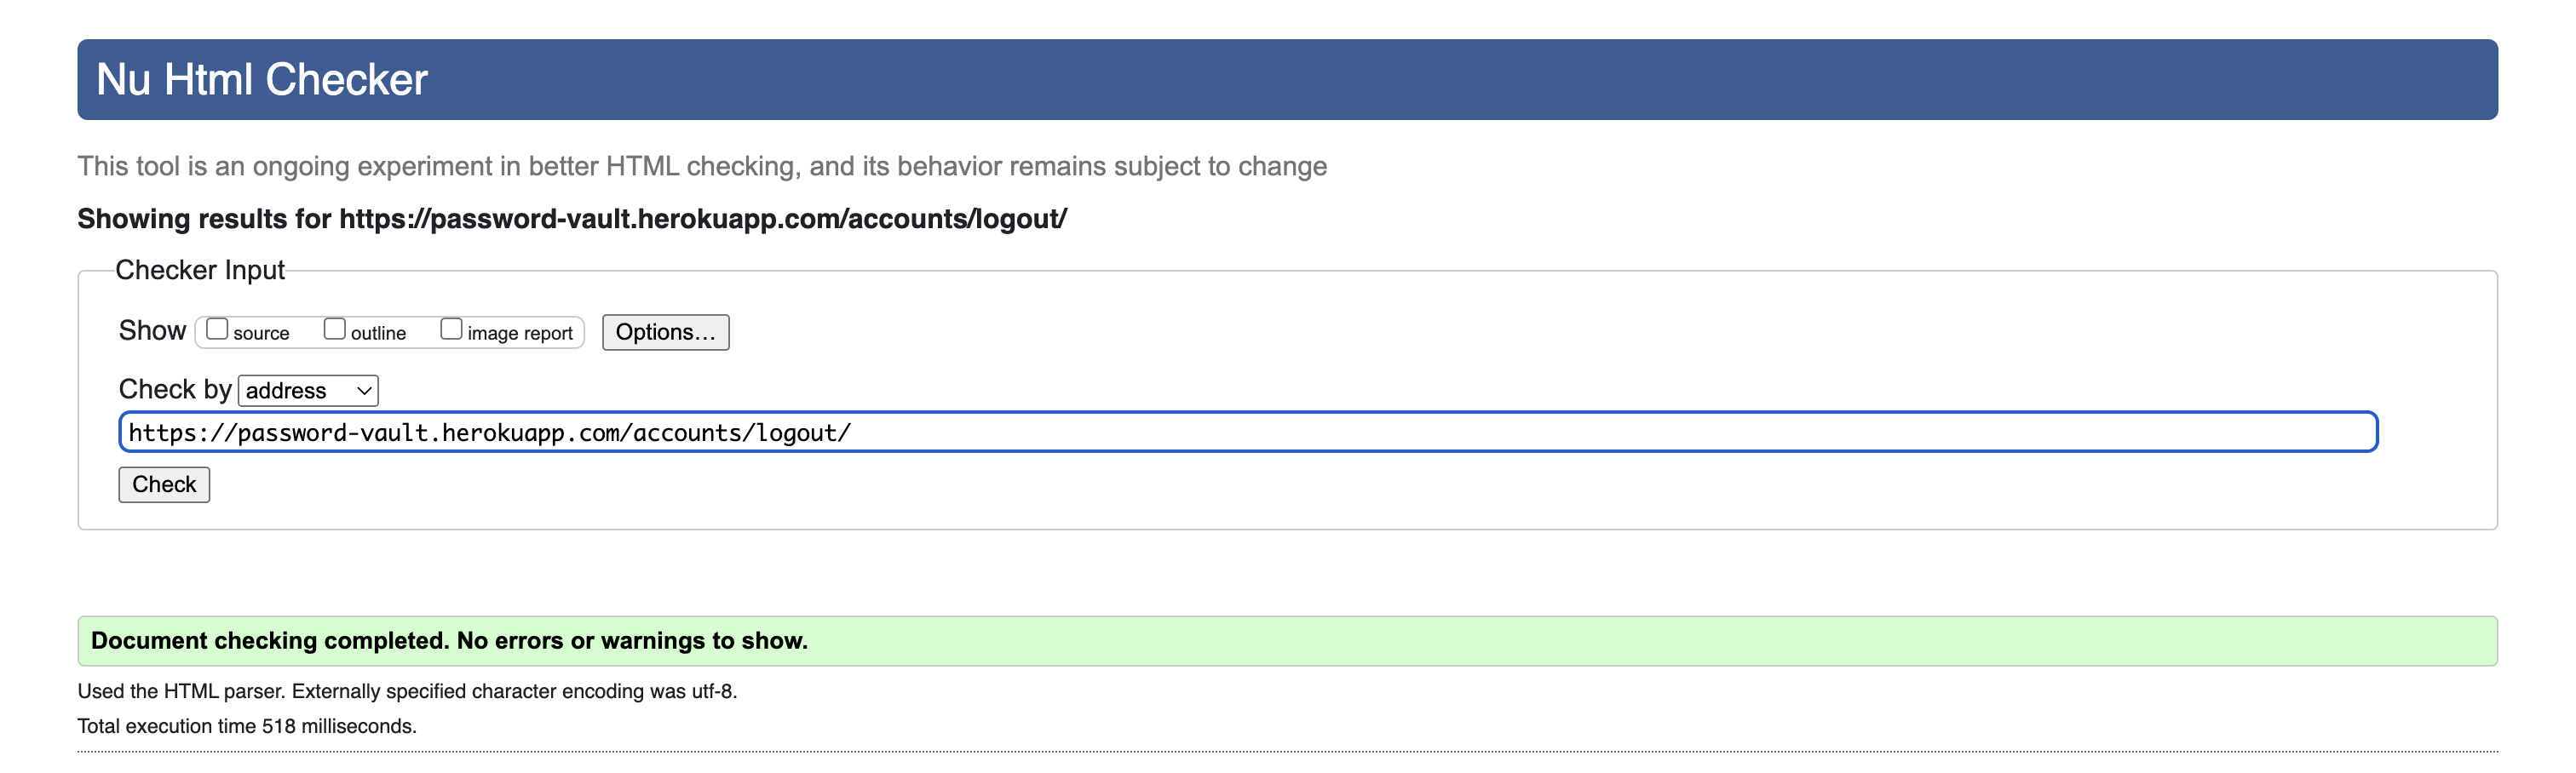 Nu Html Checker
This tool is an ongoing experiment in better HTML checking, and its behavior remains subject to change
Showing results for https://password-vault.herokuapp.com/accounts/logout/
Checker Input
Show source outline image report Options...
Check by address
https://password-vault.herokuapp.com/accounts/logout/
Check
Document checking completed. No errors or warnings to show.
Used the HTML parser. Externally specified character encoding was utf-8.
Total execution time 518 milliseconds.